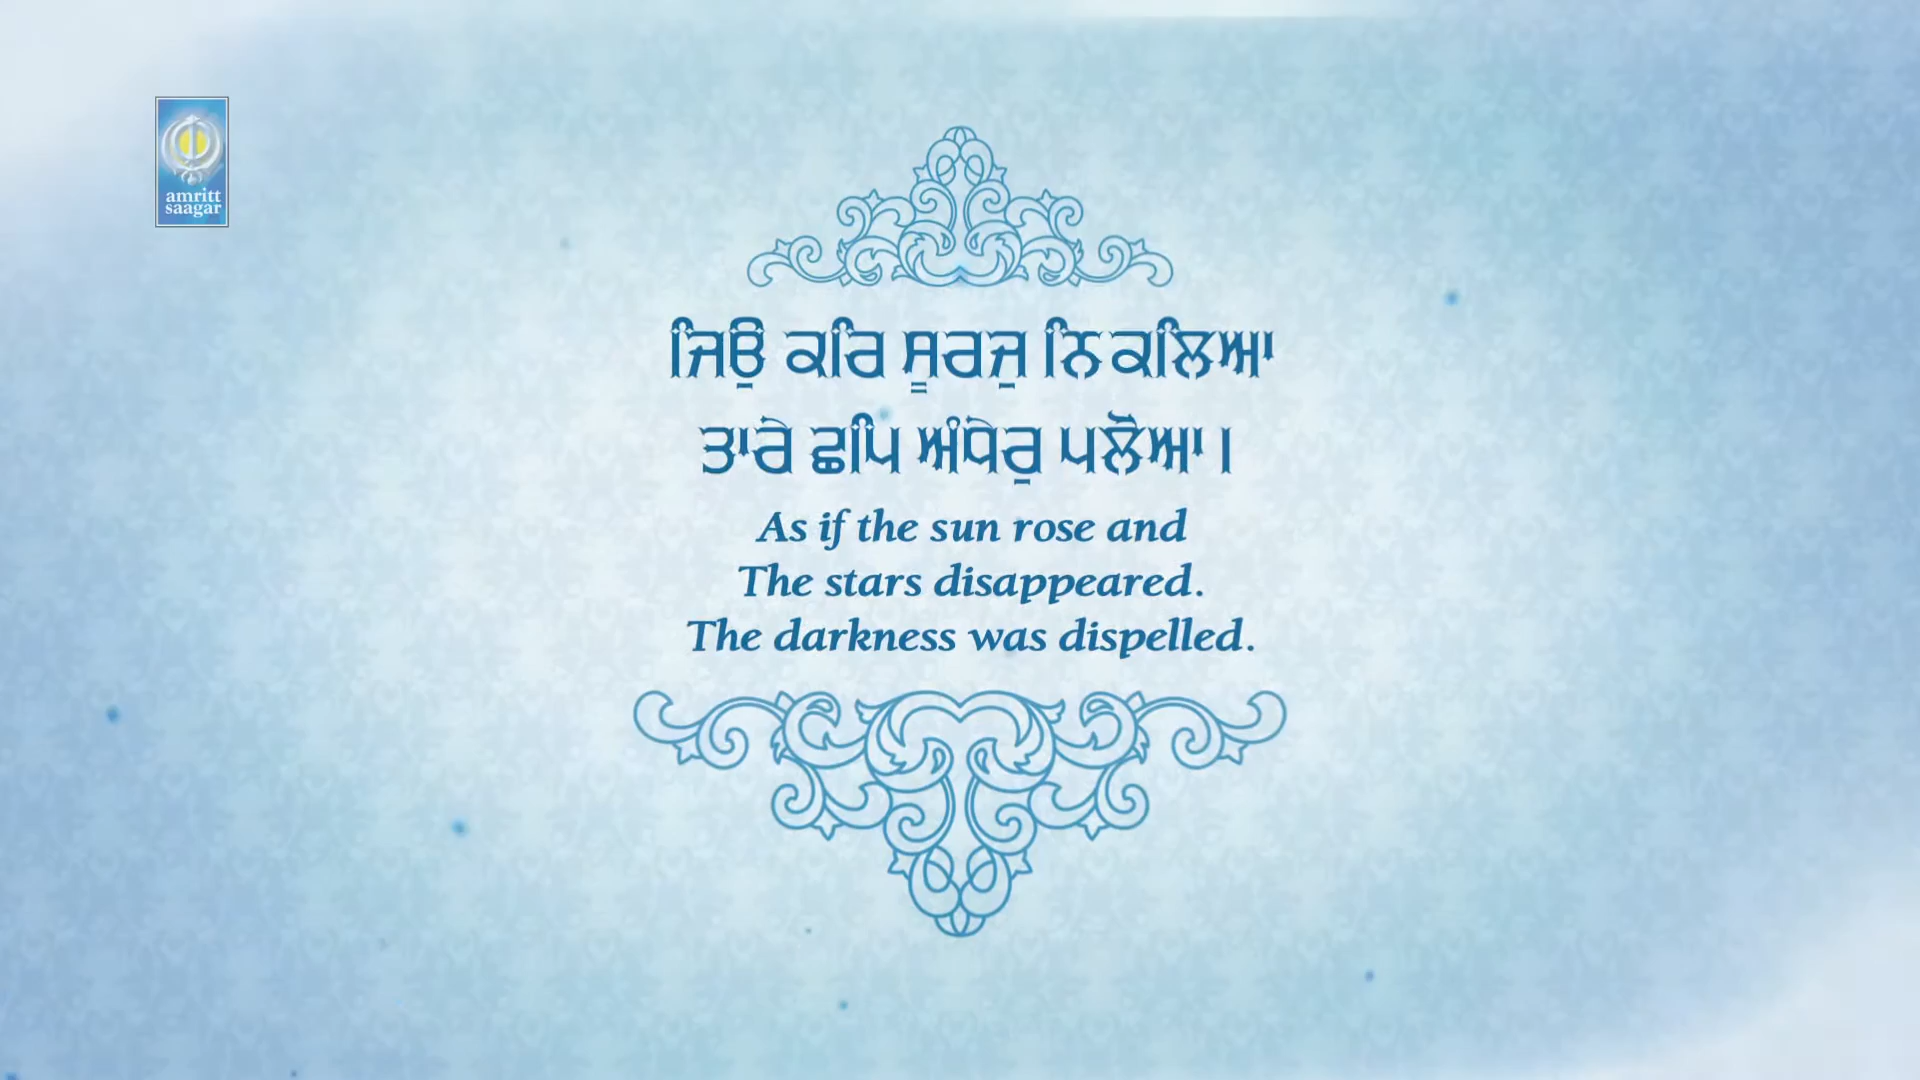 amritt
saagar
ਜਿਉਂ ਕਰਿ ਸੂਰਜੁ ਨਿਕਲਿਆ
ਤਾਰੇ ਛਪਿ ਅੰਧੇਰੁ ਪਲੋਆ।
As if the sun rose and
The stars disappeared.
The darkness was dispelled.